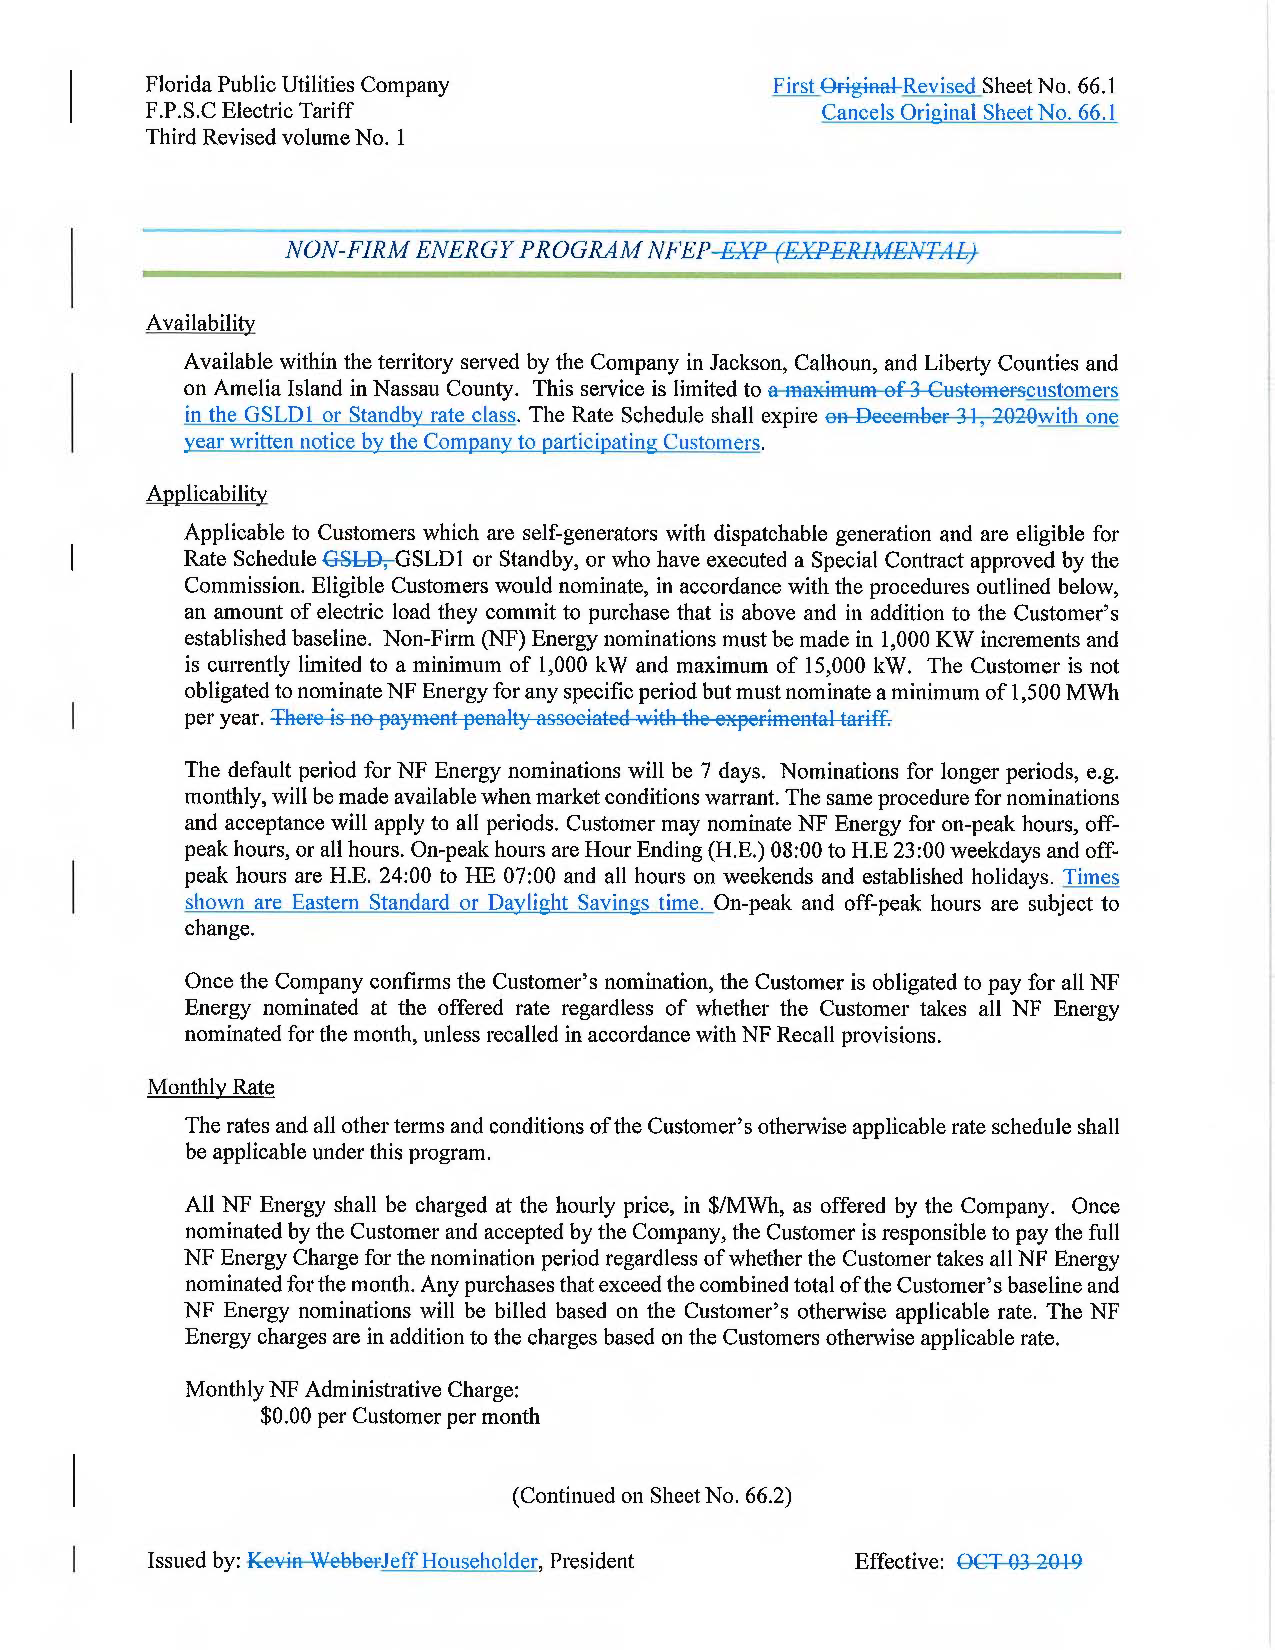 Florida Public Utilities Company
First Original Revised Sheet No. 66.1
F.P.S.C Electric Tariff
Cancels Original Sheet No. 66.1
Third Revised volume No. 1
NON-FIRM ENERGY PROGRAM NFEP-EXP (EXPERIMENTAL)
Availability
Available within the territory served by the Company in Jackson, Calhoun, and Liberty Counties and
on Amelia Island in Nassau County. This service is limited to a maximum of 3 Customerscustomers
in the GSLD1 or Standby rate class. The Rate Schedule shall expire on December 31, 2020with one
year written notice by the Company to participating Customers.
Applicability
Applicable to Customers which are self-generators with dispatchable generation and are eligible for
Rate Schedule GSLD, GSLD1 or Standby, or who have executed a Special Contract approved by the
Commission. Eligible Customers would nominate, in accordance with the procedures outlined below,
an amount of electric load they commit to purchase that is above and in addition to the Customer's
established baseline. Non-Firm (NF) Energy nominations must be made in 1,000 KW increments and
is currently limited to a minimum of 1,000 kW and maximum of 15,000 kW. The Customer is not
obligated to nominate NF Energy for any specific period but must nominate a minimum of 1,500 MWh
per year. There is no payment penalty associated with the experimental tariff.
The default period for NF Energy nominations will be 7 days. Nominations for longer periods, e.g.
monthly, will be made available when market conditions warrant. The same procedure for nominations
and acceptance will apply to all periods. Customer may nominate NF Energy for on-peak hours, off-
peak hours, or all hours. On-peak hours are Hour Ending (H.E.) 08:00 to H.E 23:00 weekdays and off-
peak hours are H.E. 24:00 to HE 07:00 and all hours on weekends and established holidays. Times
shown are Eastern Standard or Daylight Savings time. On-peak and off-peak hours are subject to
change.
Once the Company confirms the Customer's nomination, the Customer is obligated to pay for all NF
Energy nominated at the offered rate regardless of whether the Customer takes all NF Energy
nominated for the month, unless recalled in accordance with NF Recall provisions.
Monthly Rate
The rates and all other terms and conditions of the Customer's otherwise applicable rate schedule shall
be applicable under this program.
All NF Energy shall be charged at the hourly price, in $/MWh, as offered by the Company. Once
nominated by the Customer and accepted by the Company, the Customer is responsible to pay the full
NF Energy Charge for the nomination period regardless of whether the Customer takes all NF Energy
nominated for the month. Any purchases that exceed the combined total of the Customer's baseline and
NF Energy nominations will be billed based on the Customer's otherwise applicable rate. The NF
Energy charges are in addition to the charges based on the Customers otherwise applicable rate.
Monthly NF Administrative Charge:
$0.00 per Customer per month
(Continued on Sheet No. 66.2)
Issued by: Kevin WebberJeff Householder, President
Effective: OCT 03 2019